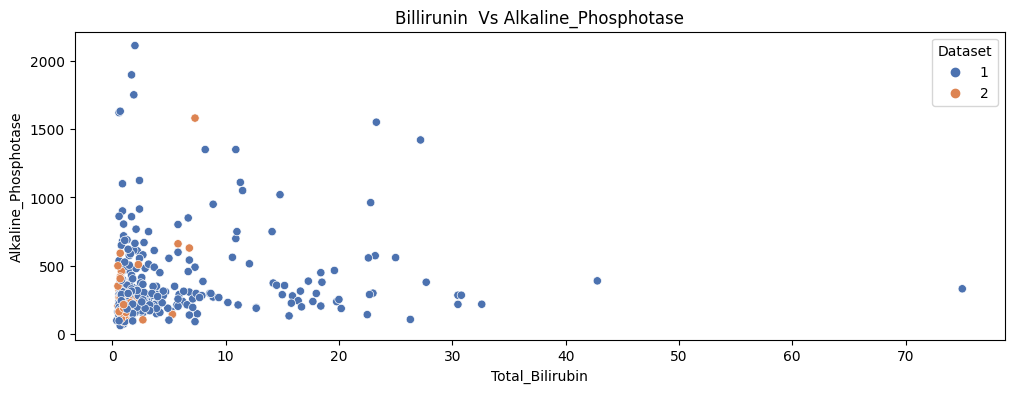 Billirunin  Vs Alkaline_Phosphotase
Dataset
1
2
Alkaline_Phosphotase
2000
1500
1000
500
0
0 10 20 30 40 50 60 70
Total_Bilirubin